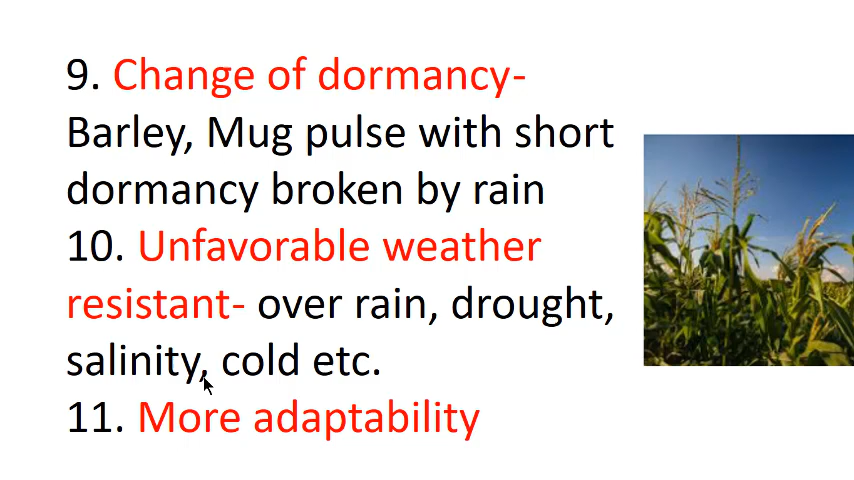 9. Change of dormancy-
Barley, Mug pulse with short
dormancy broken by rain
10. Unfavorable weather
resistant- over rain, drought,
salinity, cold etc.
11. More adaptability